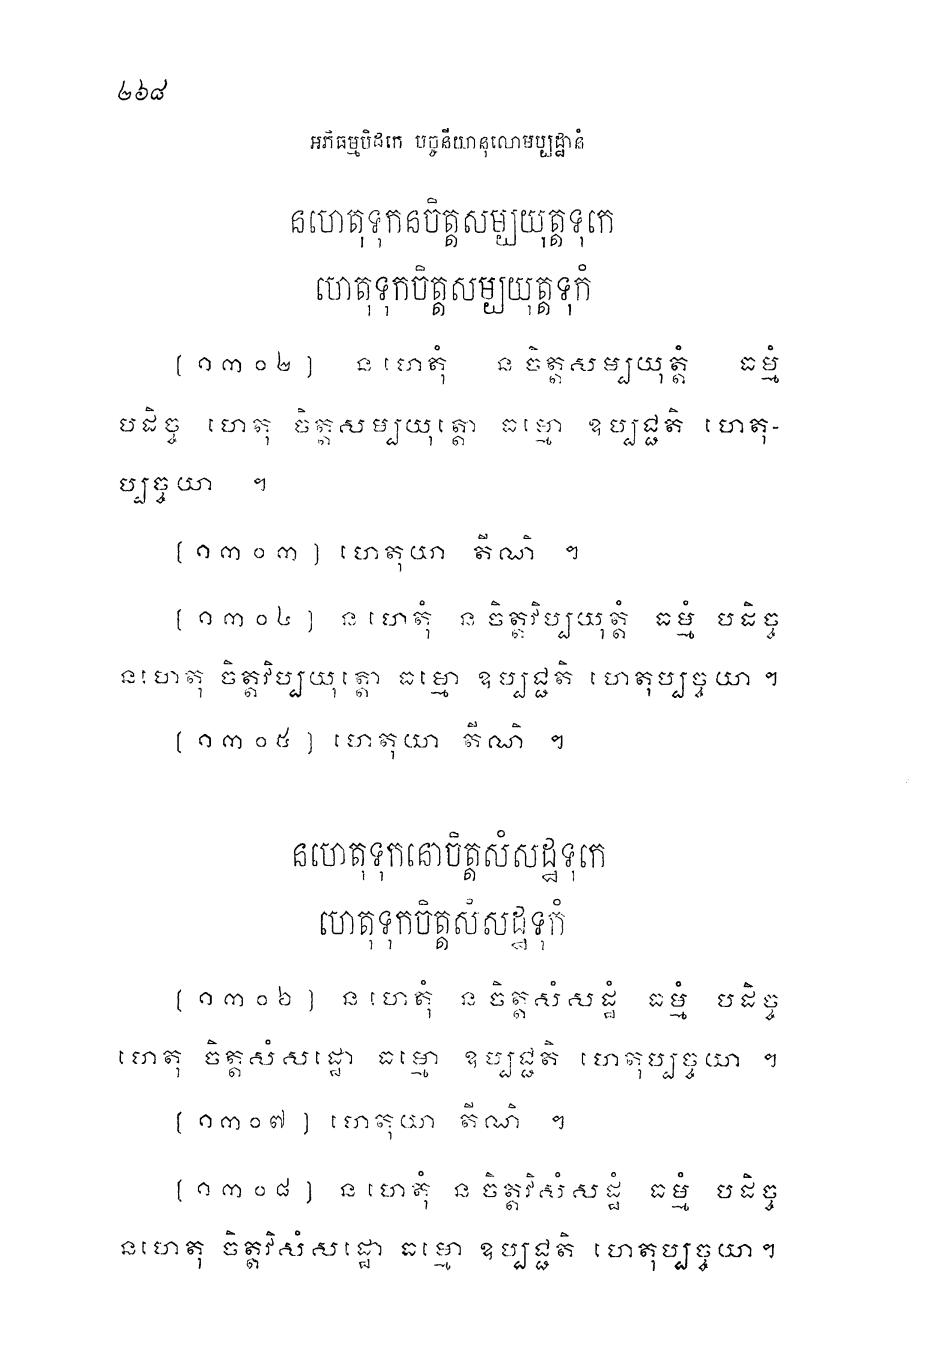 ២៦៨
អភិធម្មបិដកេ បច្ចនីយានុលោមប្បដ្ឋានំ
នហេតុទុកនចិត្តសម្បយុត្តទុកេ
ហេតុទុកចិត្តសម្បយុត្តទុកំ
[១៣០២] នហេតុំ នចិត្តសម្បយុត្តំ ធម្មំ
បដិច្ច ហេតុ ចិត្តសម្បយុត្តោ ធម្មោ ឧប្បជ្ជតិ ហេតុ-
ប្បច្ចយា ។
[១៣០៣] ហេតុយា តីណិ ។
[១៣០៤] នហេតុំ នចិត្តវិប្បយុត្តំ ធម្មំ បដិច្ច
នហេតុ ចិត្តវិប្បយុត្តោ ធម្មោ ឧប្បជ្ជតិ ហេតុប្បច្ចយា ។
[១៣០៥] ហេតុយា តីណិ ។
នហេតុទុកនោចិត្តសំសដ្ឋទុកេ
ហេតុទុកចិត្តសំសដ្ឋទុកំ
[១៣០៦] នហេតុំ នចិត្តសំសដ្ឋំ ធម្មំ បដិច្ច
ហេតុ ចិត្តសំសដ្ឋោ ធម្មោ ឧប្បជ្ជតិ ហេតុប្បច្ចយា ។
[១៣០៧] ហេតុយា តីណិ ។
[១៣០៨] នហេតុំ នចិត្តវិសំសដ្ឋំ ធម្មំ បដិច្ច
នហេតុ ចិត្តវិសំសដ្ឋោ ធម្មោ ឧប្បជ្ជតិ ហេតុប្បច្ចយា ។